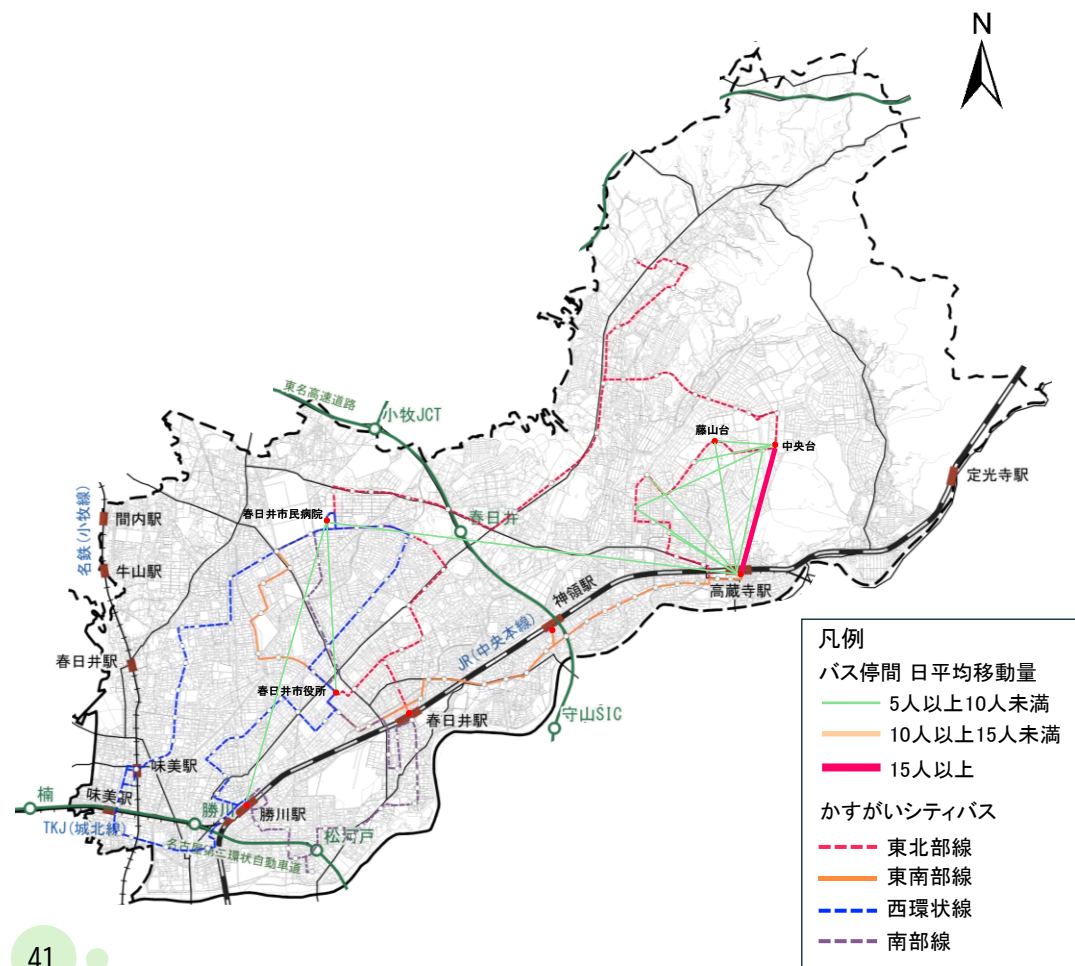 N
東名高速道路
小牧JCT
藤山台
中央台
定光寺駅
名鉄(小牧線)
間内駅
春日井市民病院
春日井
牛山駅
神領駅
高蔵寺駅
JR(中央本線)
春日井駅
春日井市役所
春日井駅
守山SIC
味美駅
楠
味美駅
勝川
勝川駅
TKJ(城北線)
名古屋第二環状自動車道
松河戸
凡例
バス停間 日平均移動量
5人以上10人未満
10人以上15人未満
15人以上
かすがいシティバス
東北部線
東南部線
西環状線
南部線
41